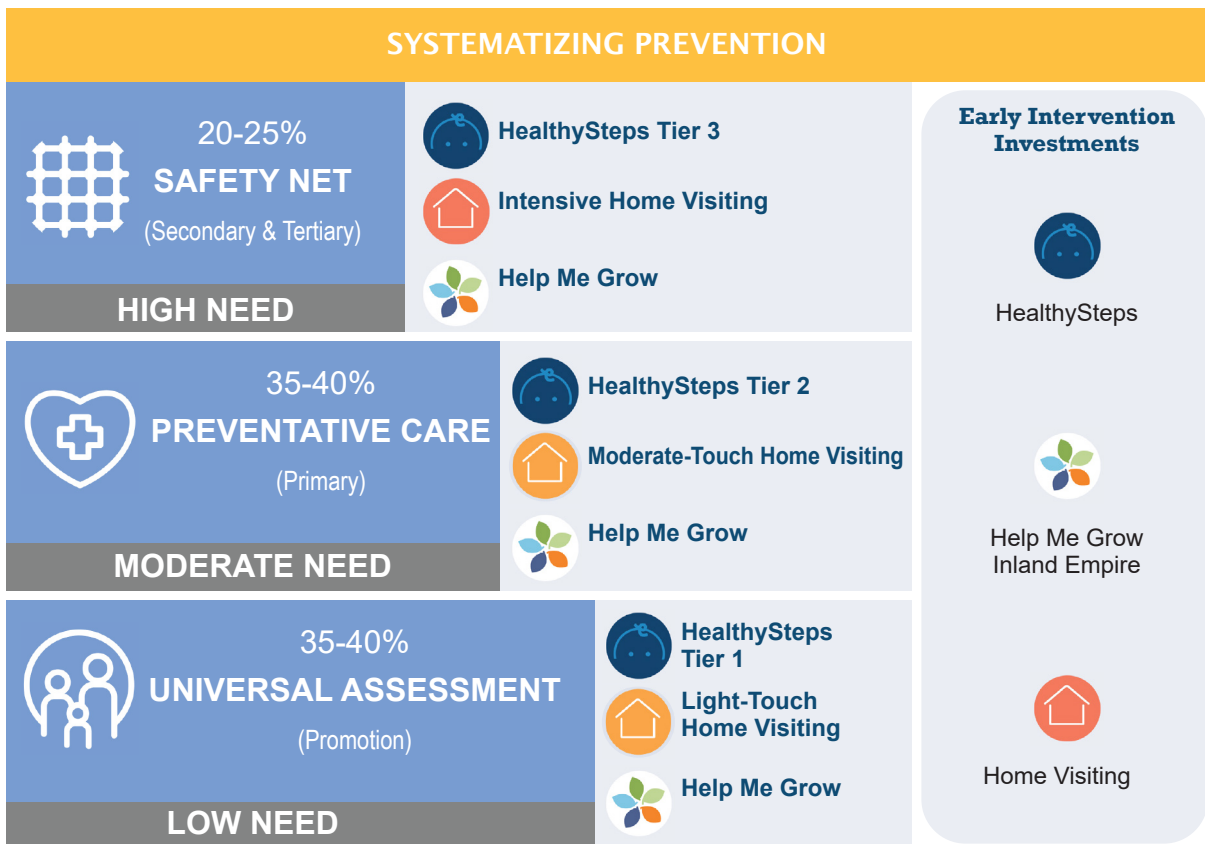 SYSTEMATIZING PREVENTION
20-25%
SAFETY NET
(Secondary & Tertiary)
HIGH NEED
HealthySteps Tier 3
Intensive Home Visiting
Help Me Grow
35-40%
PREVENTATIVE CARE
(Primary)
MODERATE NEED
HealthySteps Tier 2
Moderate-Touch Home Visiting
Help Me Grow
35-40%
UNIVERSAL ASSESSMENT
(Promotion)
LOW NEED
HealthySteps
Tier 1
Light-Touch
Home Visiting
Help Me Grow
Early Intervention
Investments
HealthySteps
Help Me Grow
Inland Empire
Home Visiting